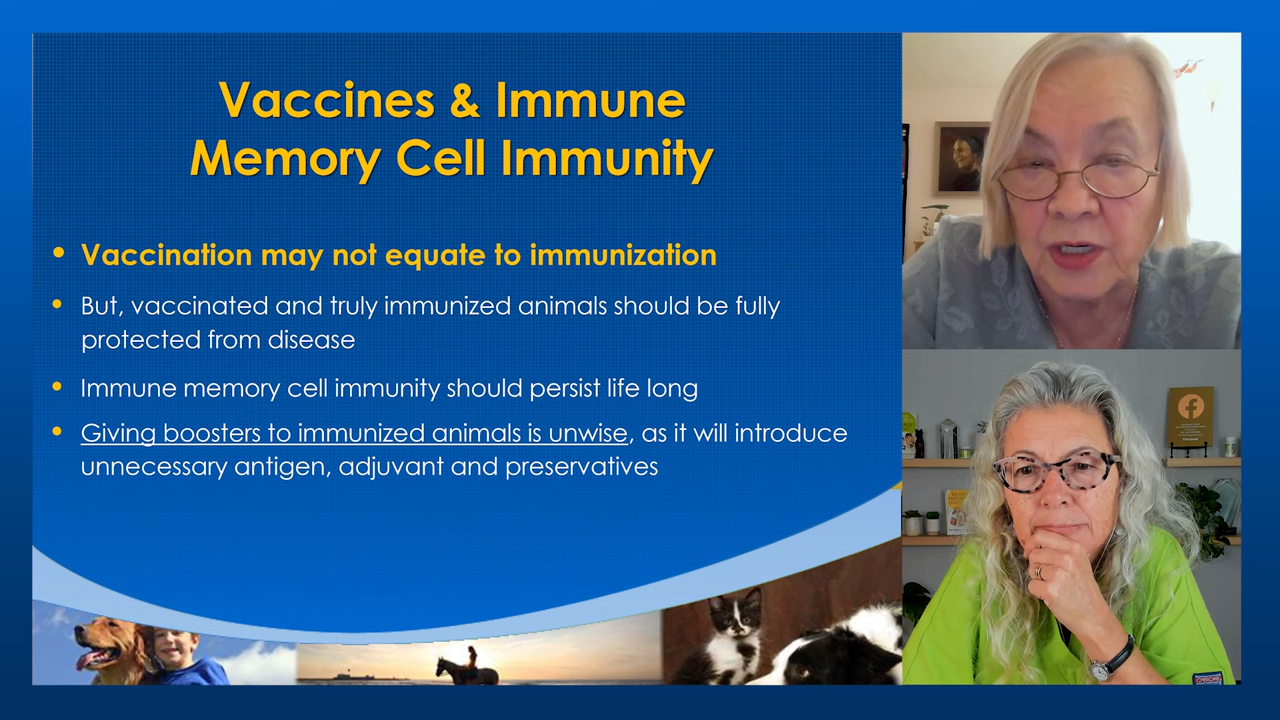 Vaccines & Immune
Memory Cell Immunity
• Vaccination may not equate to immunization
• But, vaccinated and truly immunized animals should be fully
protected from disease
• Immune memory cell immunity should persist life long
• Giving boosters to immunized animals is unwise, as it will introduce
unnecessary antigen, adjuvant and preservatives